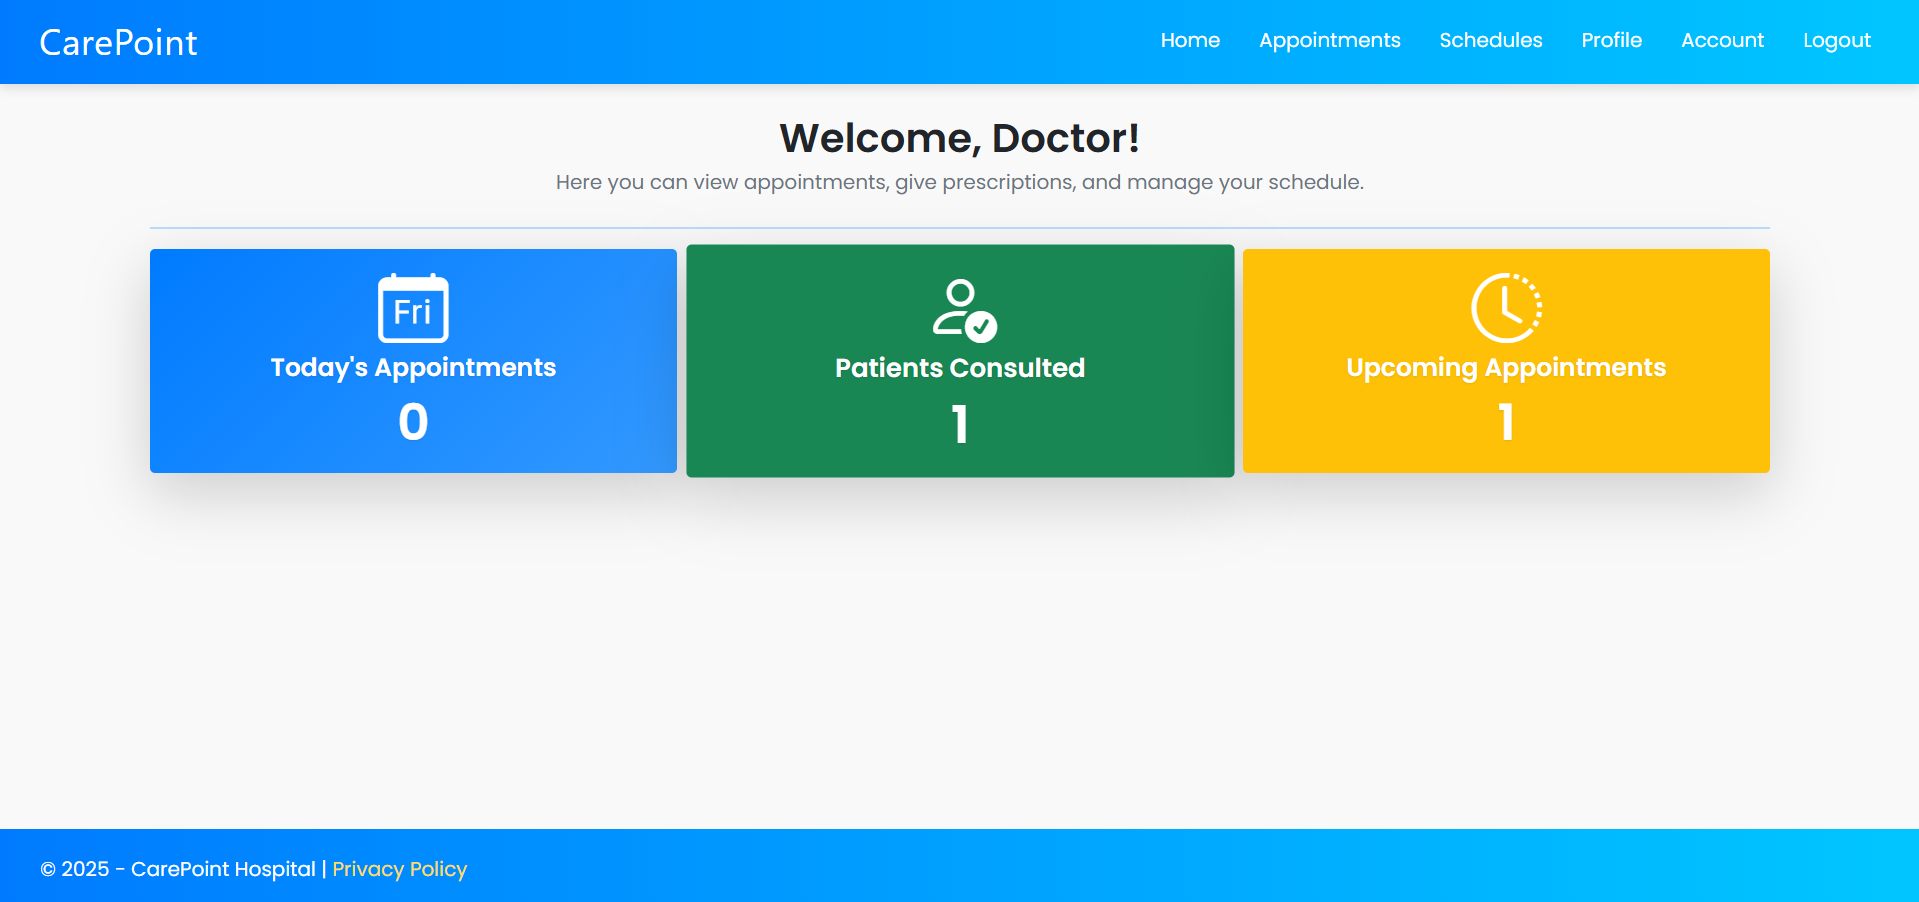 CarePoint
Home Appointments Schedules Profile Account Logout
Welcome, Doctor!
Here you can view appointments, give prescriptions, and manage your schedule.
Fri
Today's Appointments
0
Patients Consulted
1
Upcoming Appointments
1
© 2025 - CarePoint Hospital | Privacy Policy